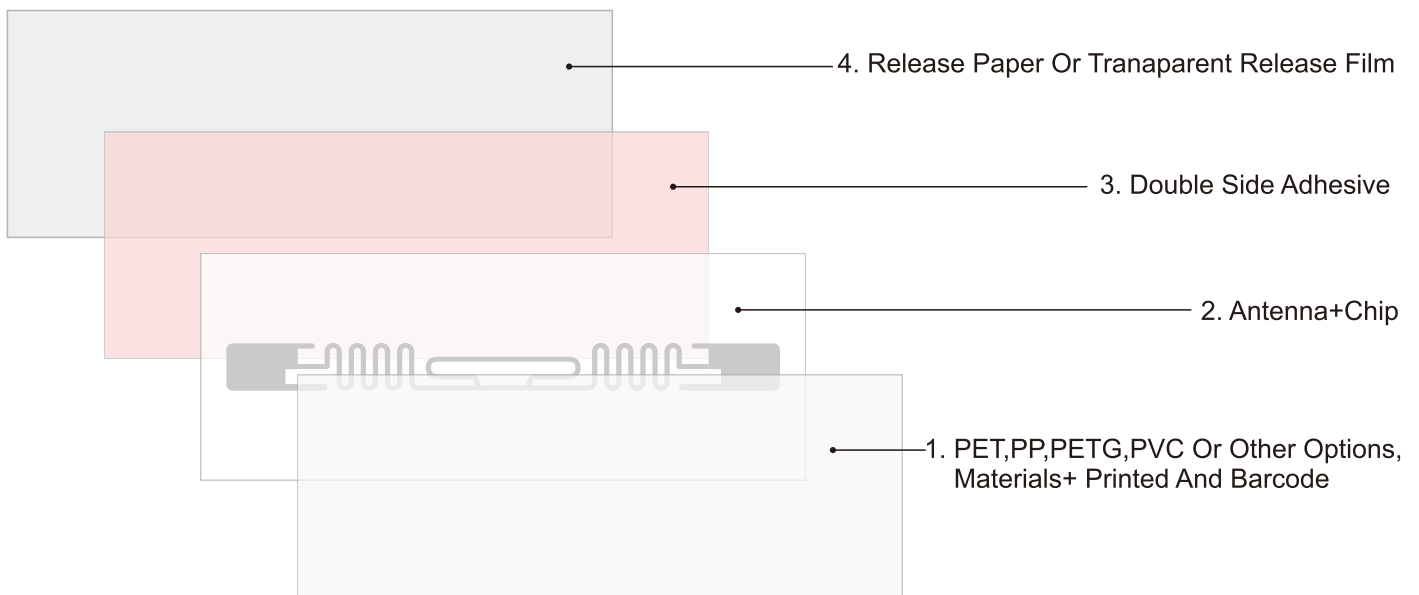 4. Release Paper Or Tranaparent Release Film
3. Double Side Adhesive
2. Antenna+Chip
1. PET,PP,PETG,PVC Or Other Options,
Materials+ Printed And Barcode